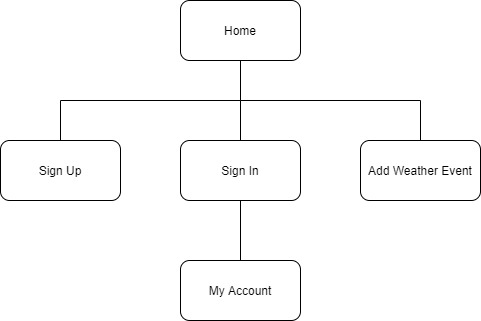 Home
Sign Up
Sign In
Add Weather Event
My Account